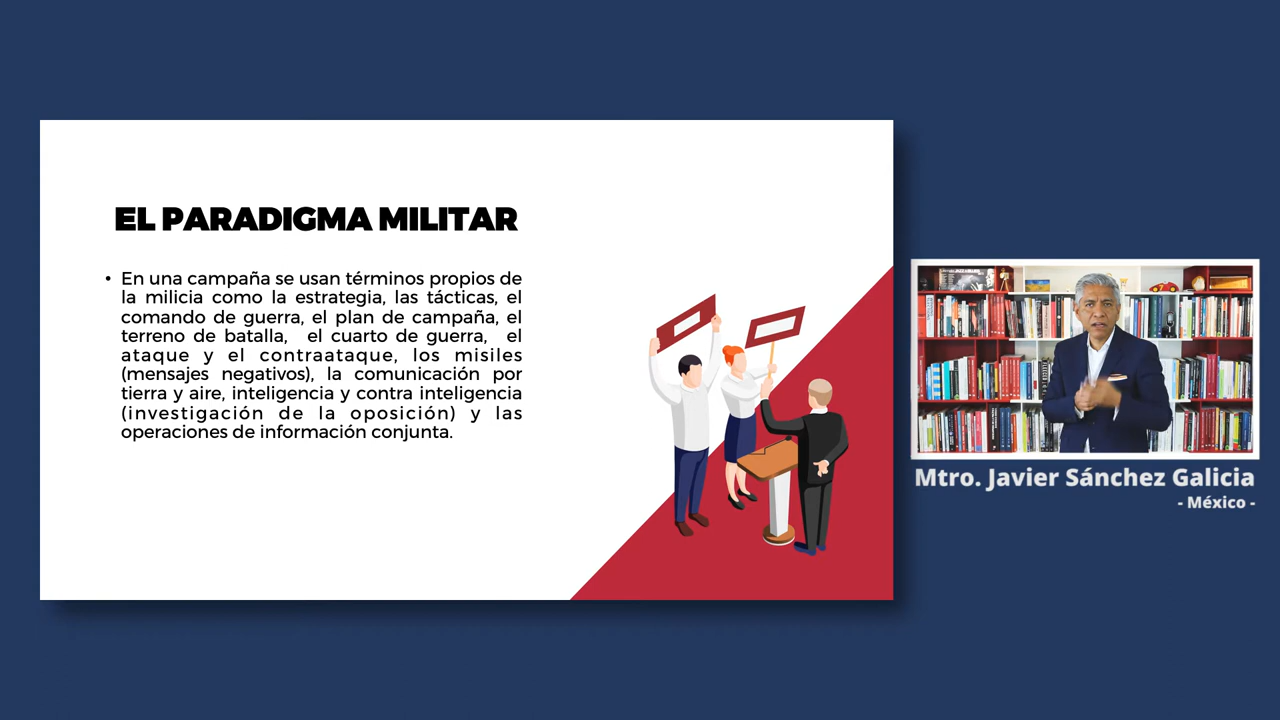 EL PARADIGMA MILITAR
• En una campaña se usan términos propios de
la milicia como la estrategia, las tácticas, el
comando de guerra, el plan de campaña, el
terreno de batalla, el cuarto de guerra, el
ataque y el contraataque, los misiles
(mensajes negativos), la comunicación por
tierra y aire, inteligencia y contra inteligencia
(investigación de la oposición) y las
operaciones de información conjunta.
Mtro. Javier Sánchez Galicia
- México -